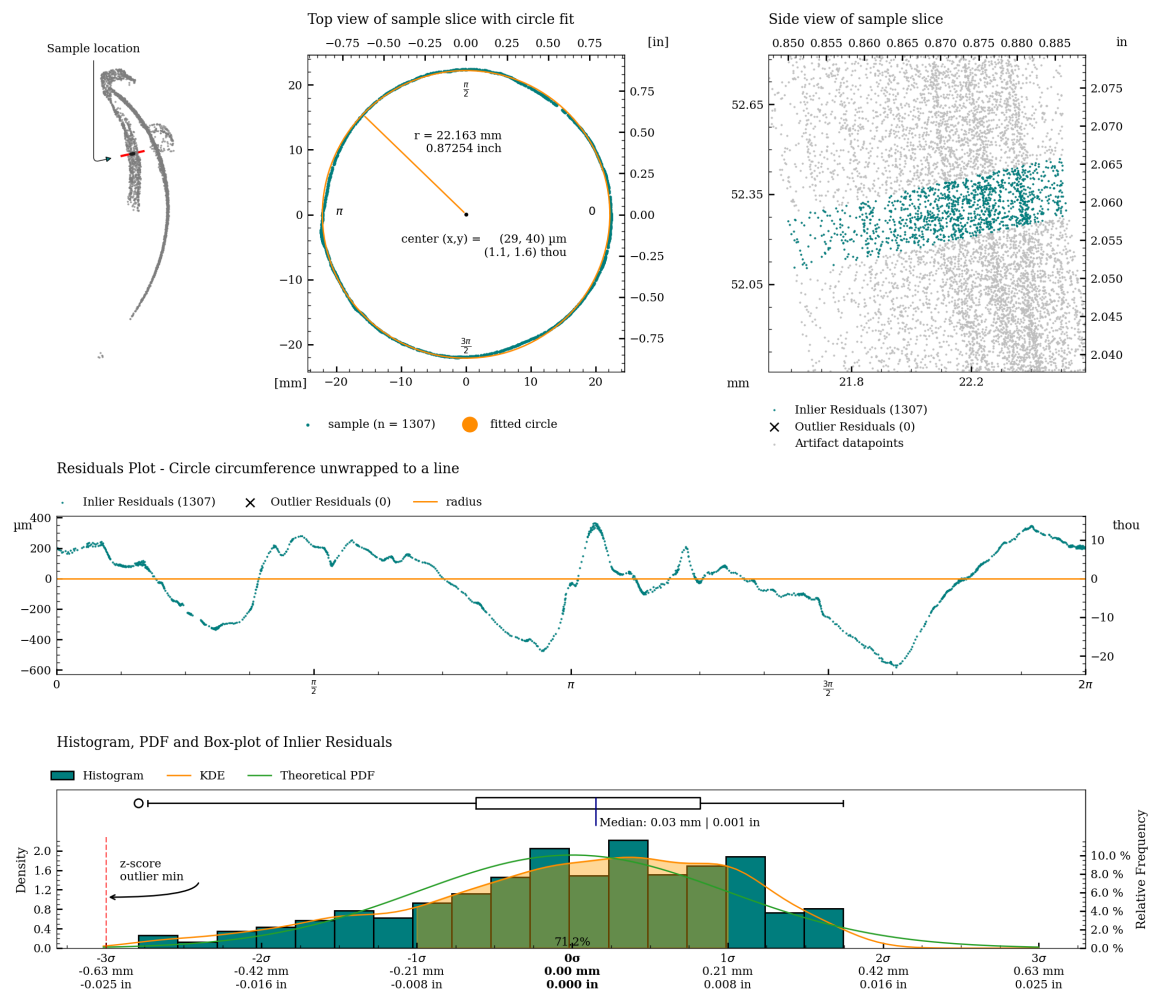 Top view of sample slice with circle fit
Side view of sample slice
Sample location
−0.75 −0.50 −0.25 0.00 0.25 0.50 0.75 [in]
0.850 0.855 0.860 0.865 0.870 0.875 0.880 0.885 in
20 10 0 −10 −20
0.75 0.50 0.25 0.00 −0.25 −0.50 −0.75
π/2
r = 22.163 mm
0.87254 inch
π
0
center (x,y) = (29, 40) µm
(1.1, 1.6) thou
3π/2
[mm] −20 −10 0 10 20
52.65 52.35 52.05
2.075 2.070 2.065 2.060 2.055 2.050 2.045 2.040
mm 21.8 22.2
sample (n = 1307) fitted circle
Inlier Residuals (1307)
Outlier Residuals (0)
Artifact datapoints
Residuals Plot - Circle circumference unwrapped to a line
Inlier Residuals (1307) Outlier Residuals (0) radius
µm 400 200 0 −200 −400 −600
thou 10 0 −10 −20
0 π/2 π 3π/2 2π
Histogram, PDF and Box-plot of Inlier Residuals
Histogram KDE Theoretical PDF
Median: 0.03 mm | 0.001 in
Density
2.0 1.6 1.2 0.8 0.4 0.0
z-score
outlier min
71.2%
10.0 % 8.0 % 6.0 % 4.0 % 2.0 % 0.0 %
Relative Frequency
-3σ -2σ -1σ 0σ 1σ 2σ 3σ
-0.63 mm -0.42 mm -0.21 mm 0.00 mm 0.21 mm 0.42 mm 0.63 mm
-0.025 in -0.016 in -0.008 in 0.000 in 0.008 in 0.016 in 0.025 in